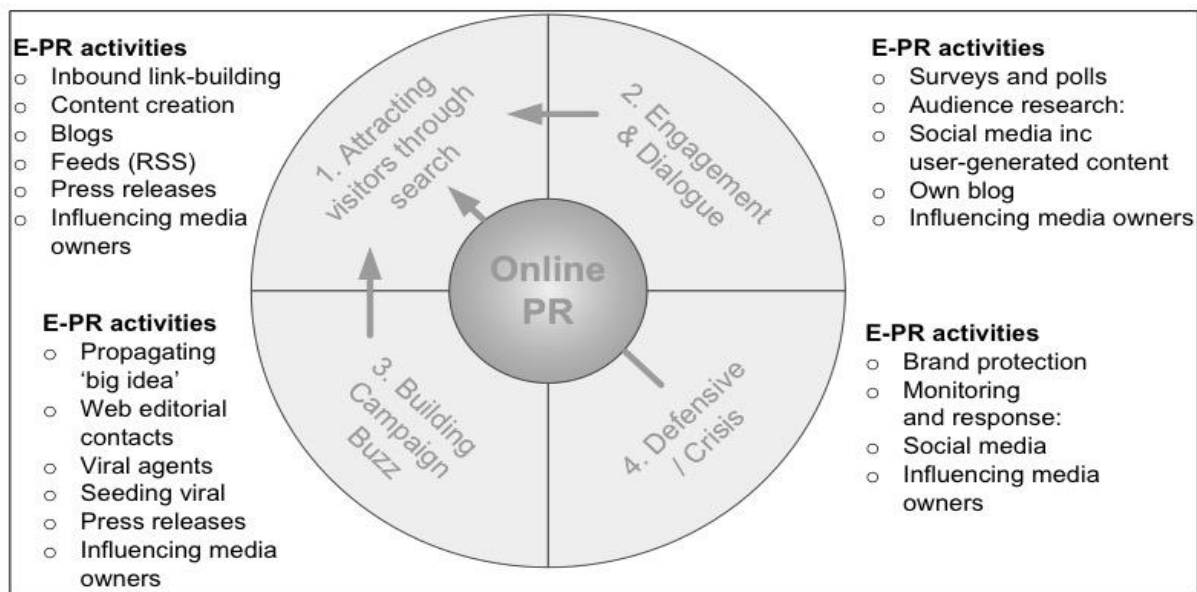 E-PR activities
o Inbound link-building
o Content creation
o Blogs
o Feeds (RSS)
o Press releases
o Influencing media
owners
1. Attracting
visitors through
search
2. Engagement
& Dialogue
E-PR activities
o Surveys and polls
o Audience research:
o Social media inc
user-generated content
o Own blog
o Influencing media owners
Online
PR
E-PR activities
o Propagating
‘big idea’
o Web editorial
contacts
o Viral agents
o Seeding viral
o Press releases
o Influencing media
owners
3. Building
Campaign
Buzz
4. Defensive
/ Crisis
E-PR activities
o Brand protection
o Monitoring
and response:
o Social media
o Influencing media
owners